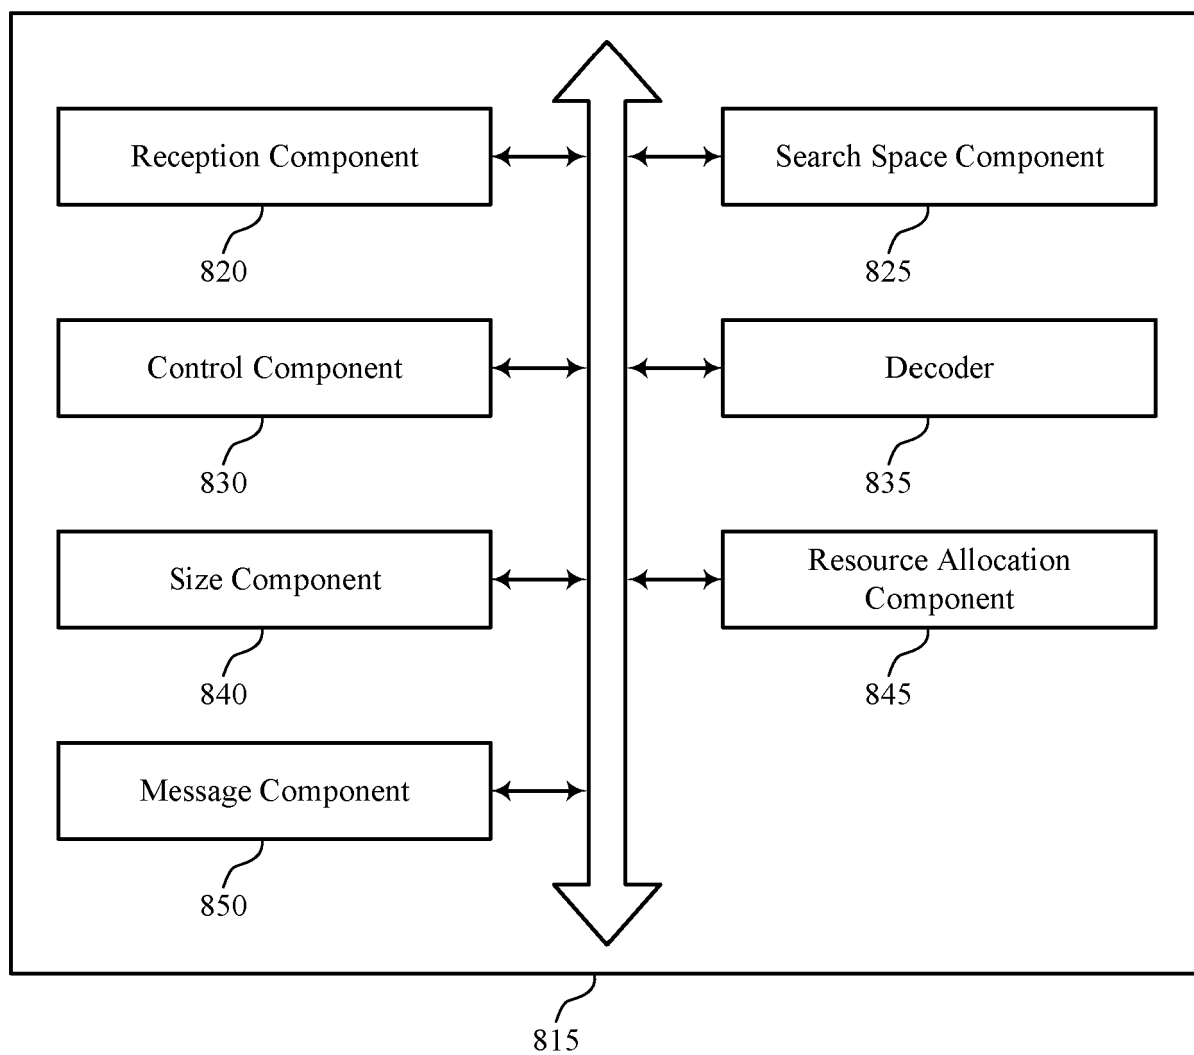 Reception Component
820
Search Space Component
825
Control Component
830
Decoder
835
Size Component
840
Resource Allocation
Component
845
Message Component
850
815